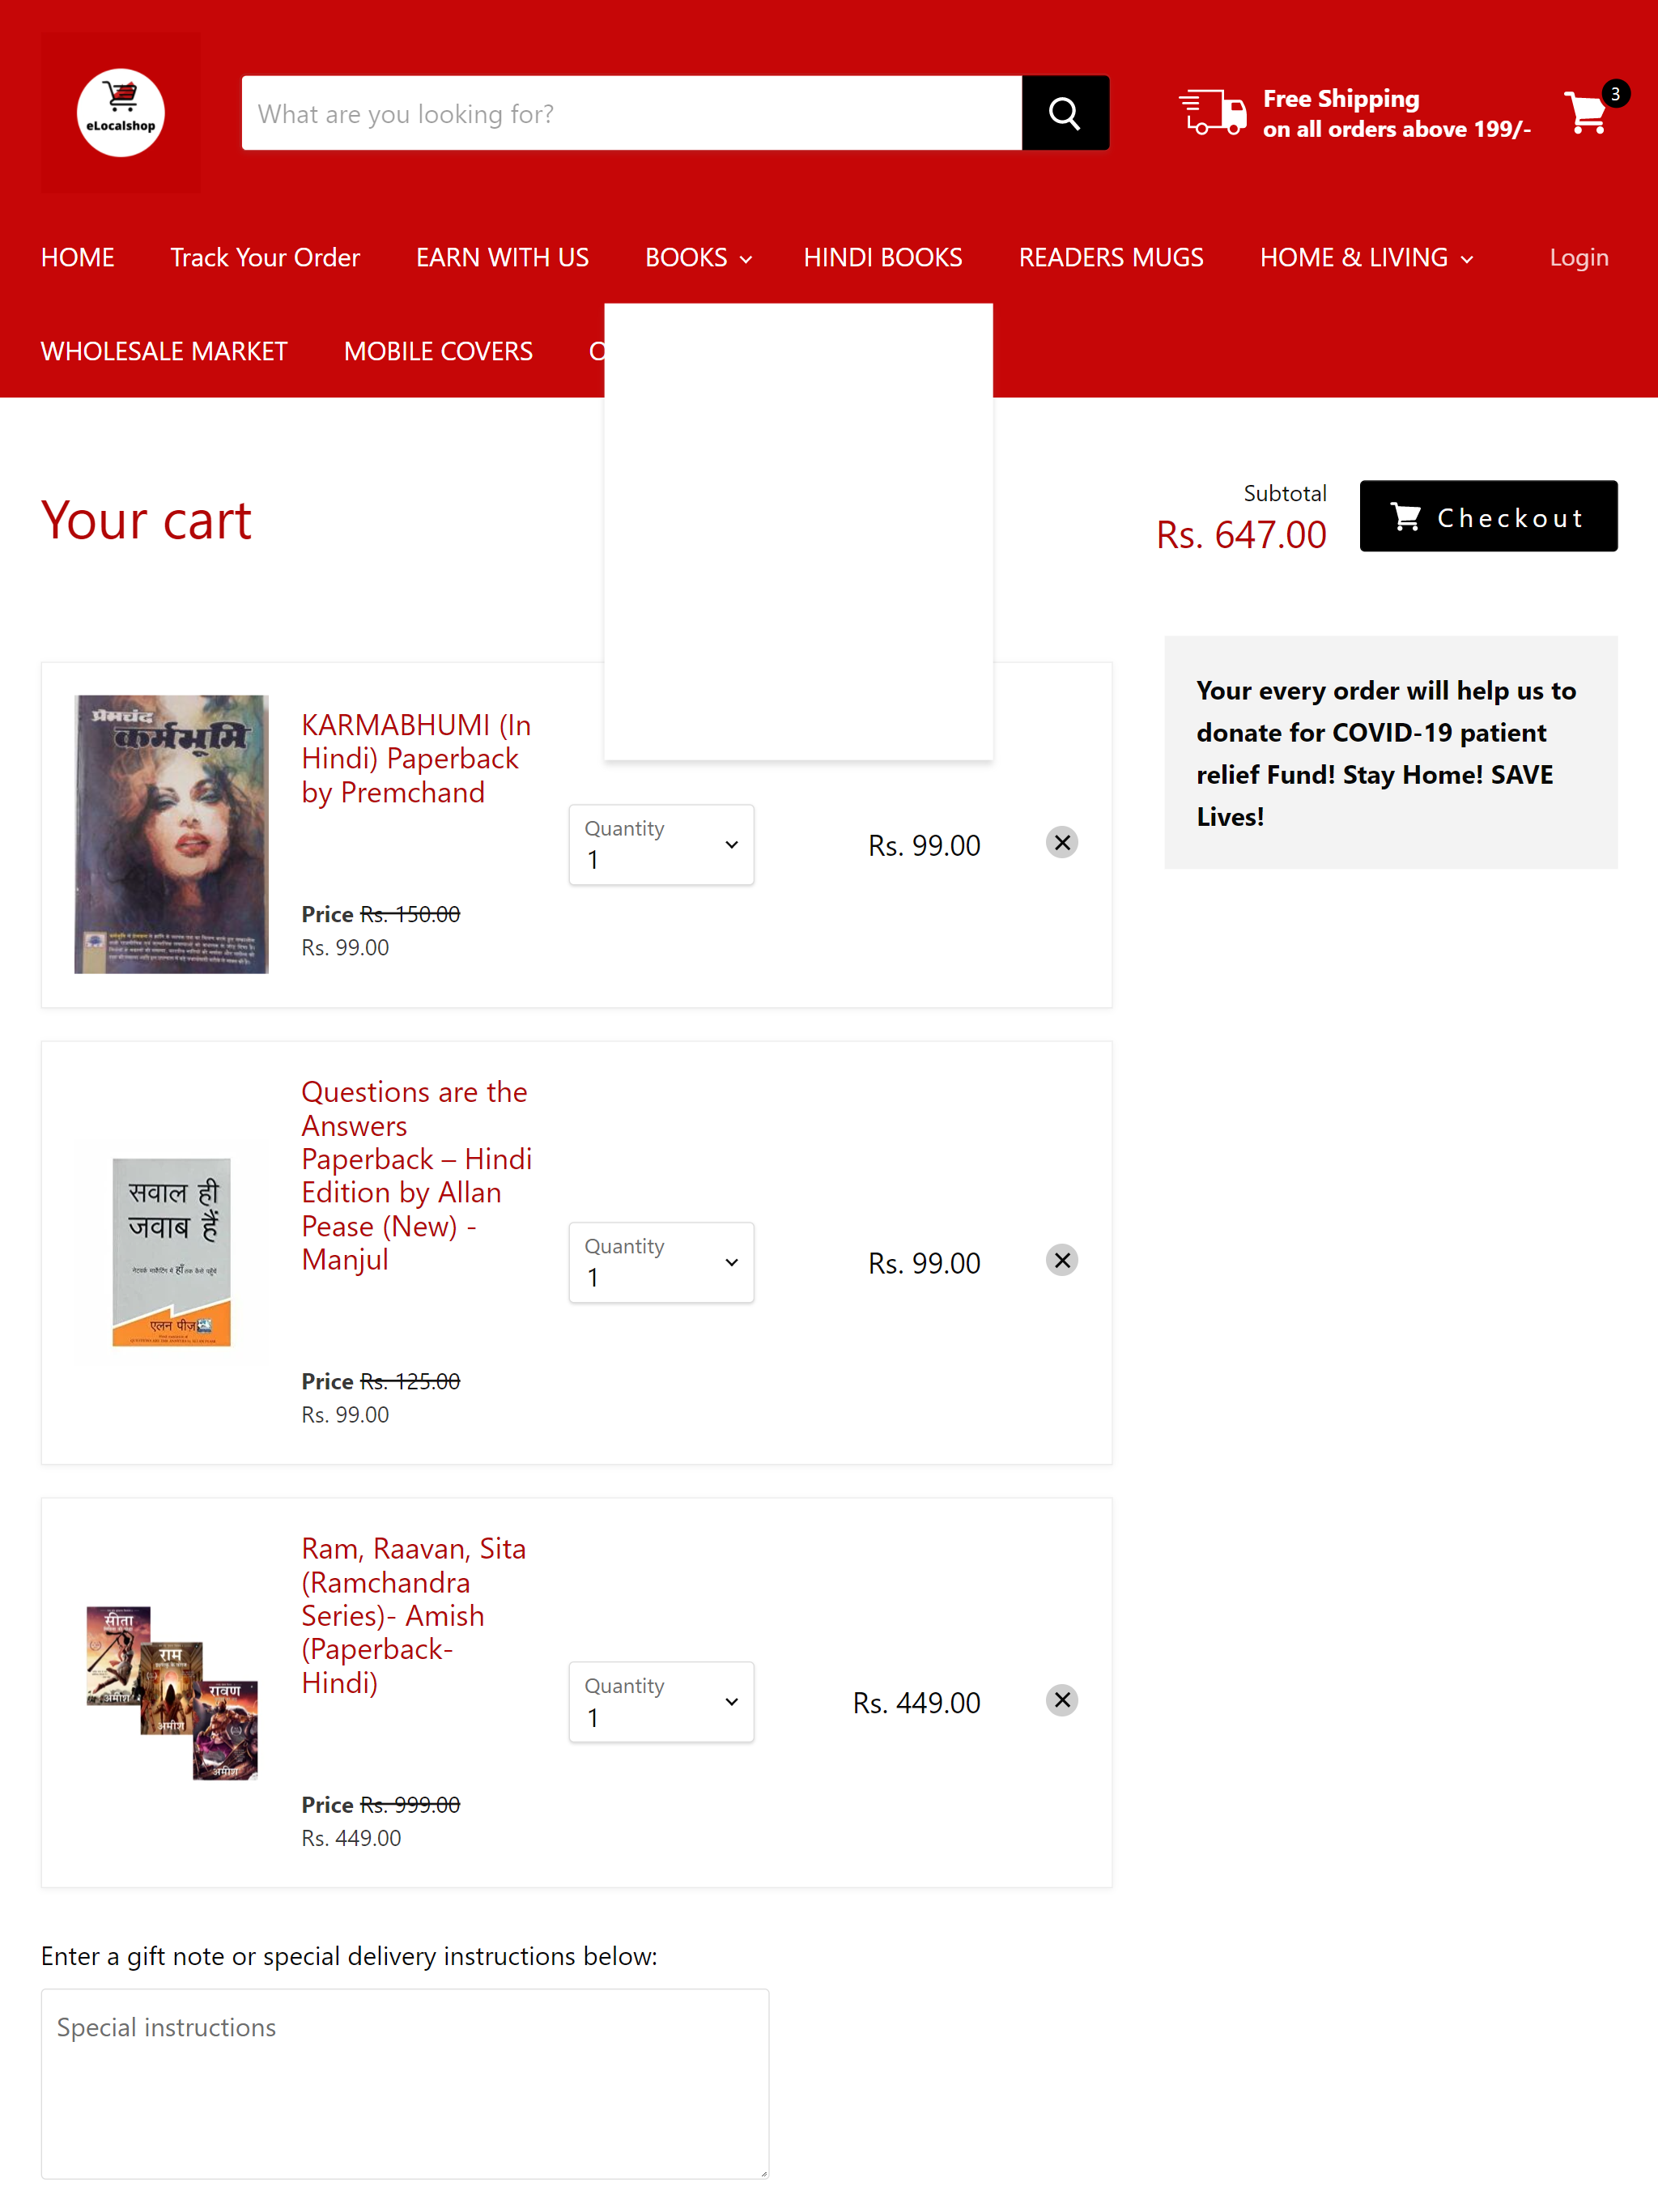 eLocalshop
What are you looking for?
Free Shipping
on all orders above 199/-
3
HOME
Track Your Order
EARN WITH US
BOOKS
HINDI BOOKS
READERS MUGS
HOME & LIVING
Login
WHOLESALE MARKET
MOBILE COVERS
Your cart
Subtotal
Rs. 647.00
Checkout
Your every order will help us to
donate for COVID-19 patient
relief Fund! Stay Home! SAVE
Lives!
प्रेमचंद
कर्मभूमि
KARMABHUMI (In
Hindi) Paperback
by Premchand
Price Rs. 150.00
Rs. 99.00
Quantity
1
Rs. 99.00
सवाल ही
जवाब हैं
नेटवर्क मार्केटिंग में हाँ तक कैसे पहुँचें
एलन पीज़
Questions are the
Answers
Paperback – Hindi
Edition by Allan
Pease (New) -
Manjul
Price Rs. 125.00
Rs. 99.00
Quantity
1
Rs. 99.00
सीता
अमीश
राम
अमीश
रावण
अमीश
Ram, Raavan, Sita
(Ramchandra
Series)- Amish
(Paperback-
Hindi)
Price Rs. 999.00
Rs. 449.00
Quantity
1
Rs. 449.00
Enter a gift note or special delivery instructions below:
Special instructions